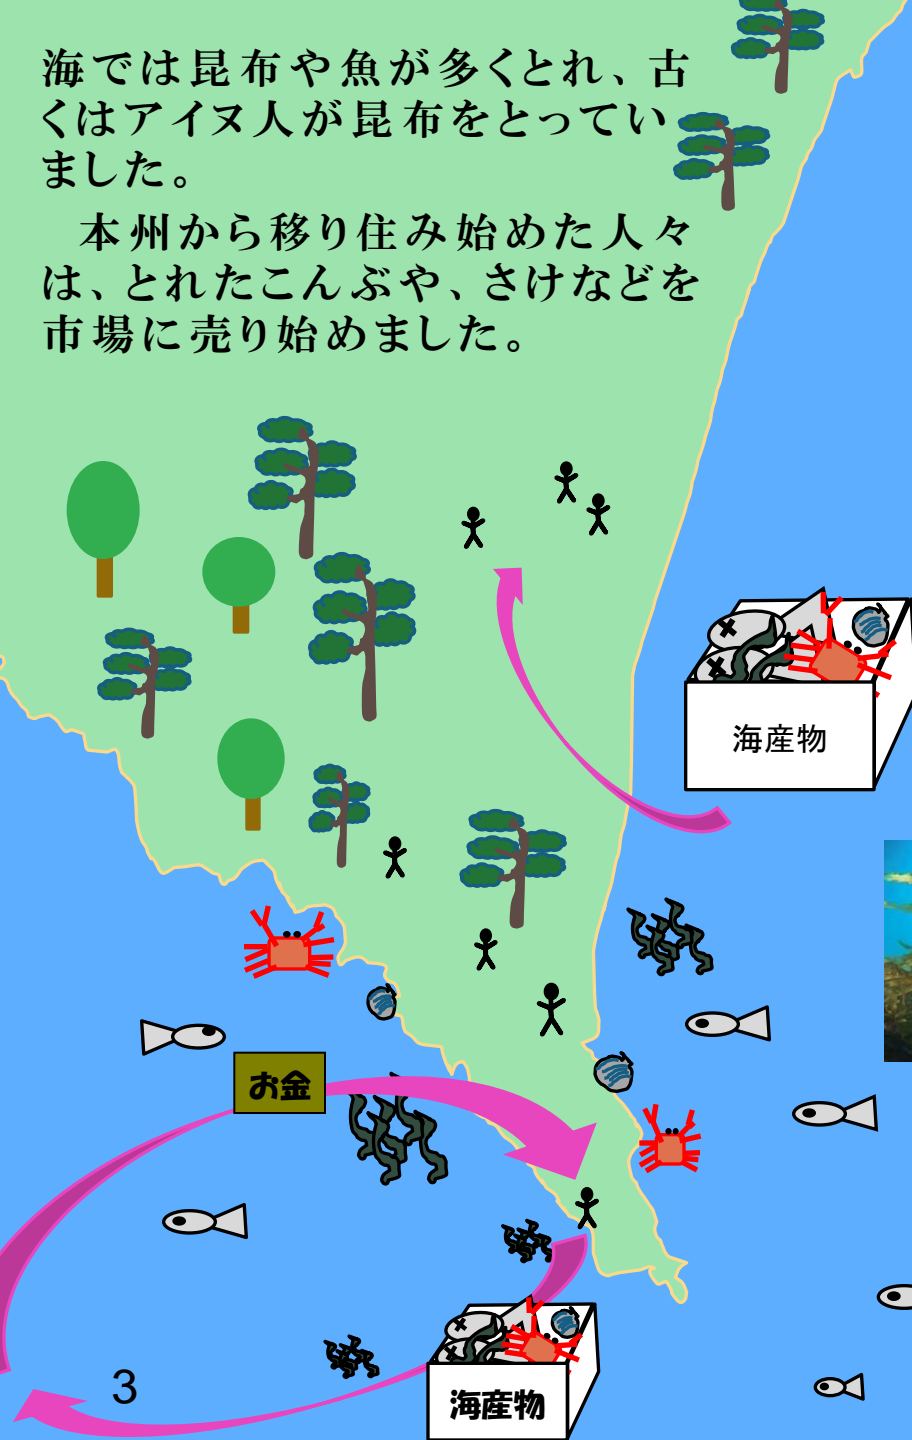 海では昆布や魚が多くとれ、古
くはアイヌ人が昆布をとってい
ました。
本州から移り住み始めた人々
は、とれたこんぶや、さけなどを
市場に売り始めました。
海産物
お金
海産物
3